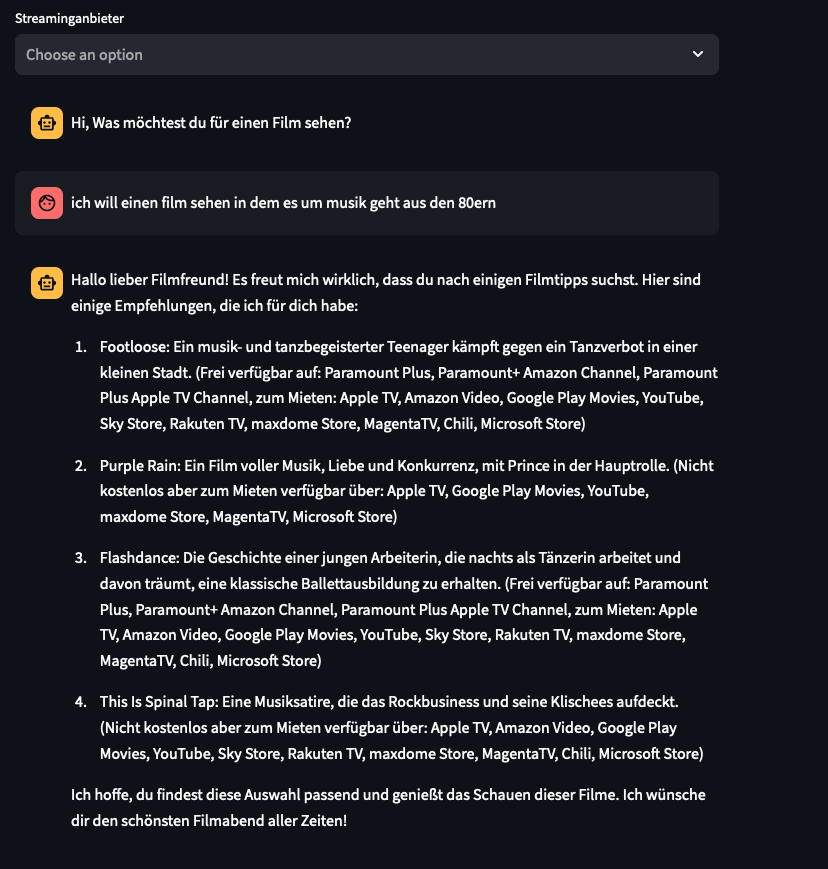 Streaminganbieter
Choose an option
Hi, Was möchtest du für einen Film sehen?
ich will einen film sehen in dem es um musik geht aus den 80ern
Hallo lieber Filmfreund! Es freut mich wirklich, dass du nach einigen Filmtipps suchst. Hier sind
einige Empfehlungen, die ich für dich habe:
1. Footloose: Ein musik- und tanzbegeisterter Teenager kämpft gegen ein Tanzverbot in einer
kleinen Stadt. (Frei verfügbar auf: Paramount Plus, Paramount+ Amazon Channel, Paramount
Plus Apple TV Channel, zum Mieten: Apple TV, Amazon Video, Google Play Movies, YouTube,
Sky Store, Rakuten TV, maxdome Store, MagentaTV, Chili, Microsoft Store)
2. Purple Rain: Ein Film voller Musik, Liebe und Konkurrenz, mit Prince in der Hauptrolle. (Nicht
kostenlos aber zum Mieten verfügbar über: Apple TV, Google Play Movies, YouTube,
maxdome Store, MagentaTV, Microsoft Store)
3. Flashdance: Die Geschichte einer jungen Arbeiterin, die nachts als Tänzerin arbeitet und
davon träumt, eine klassische Ballettausbildung zu erhalten. (Frei verfügbar auf: Paramount
Plus, Paramount+ Amazon Channel, Paramount Plus Apple TV Channel, zum Mieten: Apple
TV, Amazon Video, Google Play Movies, YouTube, Sky Store, Rakuten TV, maxdome Store,
MagentaTV, Chili, Microsoft Store)
4. This Is Spinal Tap: Eine Musiksatire, die das Rockbusiness und seine Klischees aufdeckt.
(Nicht kostenlos aber zum Mieten verfügbar über: Apple TV, Amazon Video, Google Play
Movies, YouTube, Sky Store, Rakuten TV, maxdome Store, MagentaTV, Chili, Microsoft Store)
Ich hoffe, du findest diese Auswahl passend und genießt das Schauen dieser Filme. Ich wünsche
dir den schönsten Filmabend aller Zeiten!